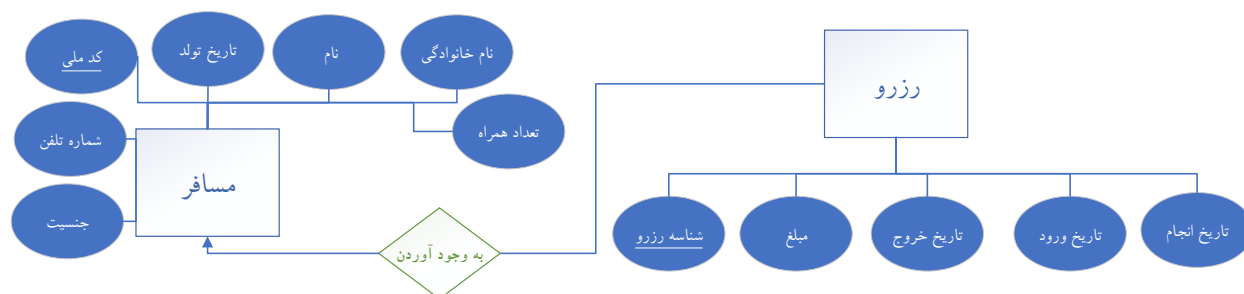 رزرو
نام خانوادگی
نام
تاریخ تولد
کد ملی
تعداد همراه
شماره تلفن
مسافر
جنسیت
به وجود آوردن
تاریخ انجام
تاریخ ورود
تاریخ خروج
مبلغ
شناسه رزرو